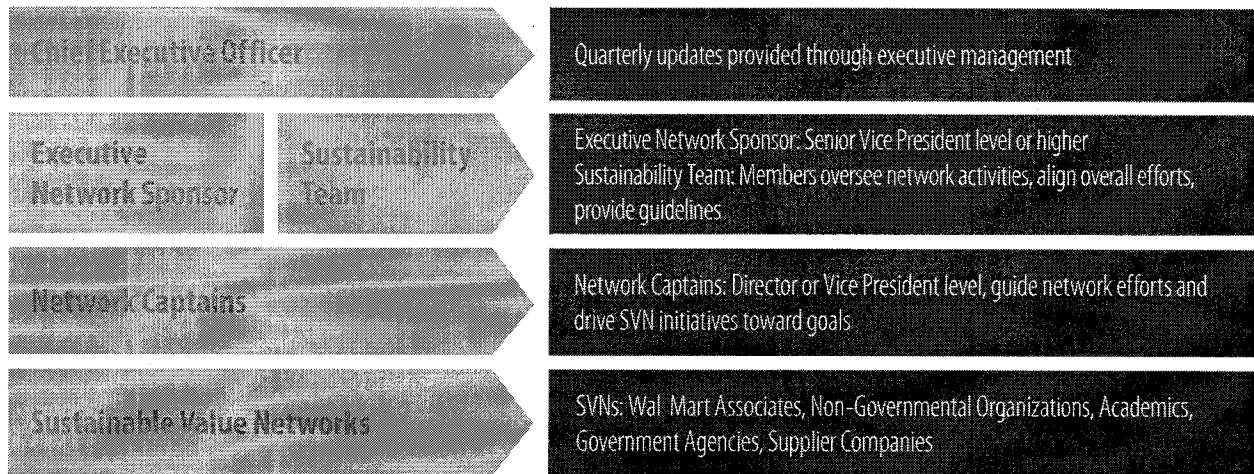 Chief Executive Officer
Quarterly updates provided through executive management
Executive
Network Sponsor
Sustainability
Team
Executive Network Sponsor: Senior Vice President level or higher
Sustainability Team: Members oversee network activities, align overall efforts,
provide guidelines
Network Captains
Network Captains: Director or Vice President level, guide network efforts and
drive SVN initiatives toward goals
Sustainable Value Networks
SVNs: Wal Mart Associates, Non-Governmental Organizations, Academics,
Government Agencies, Supplier Companies